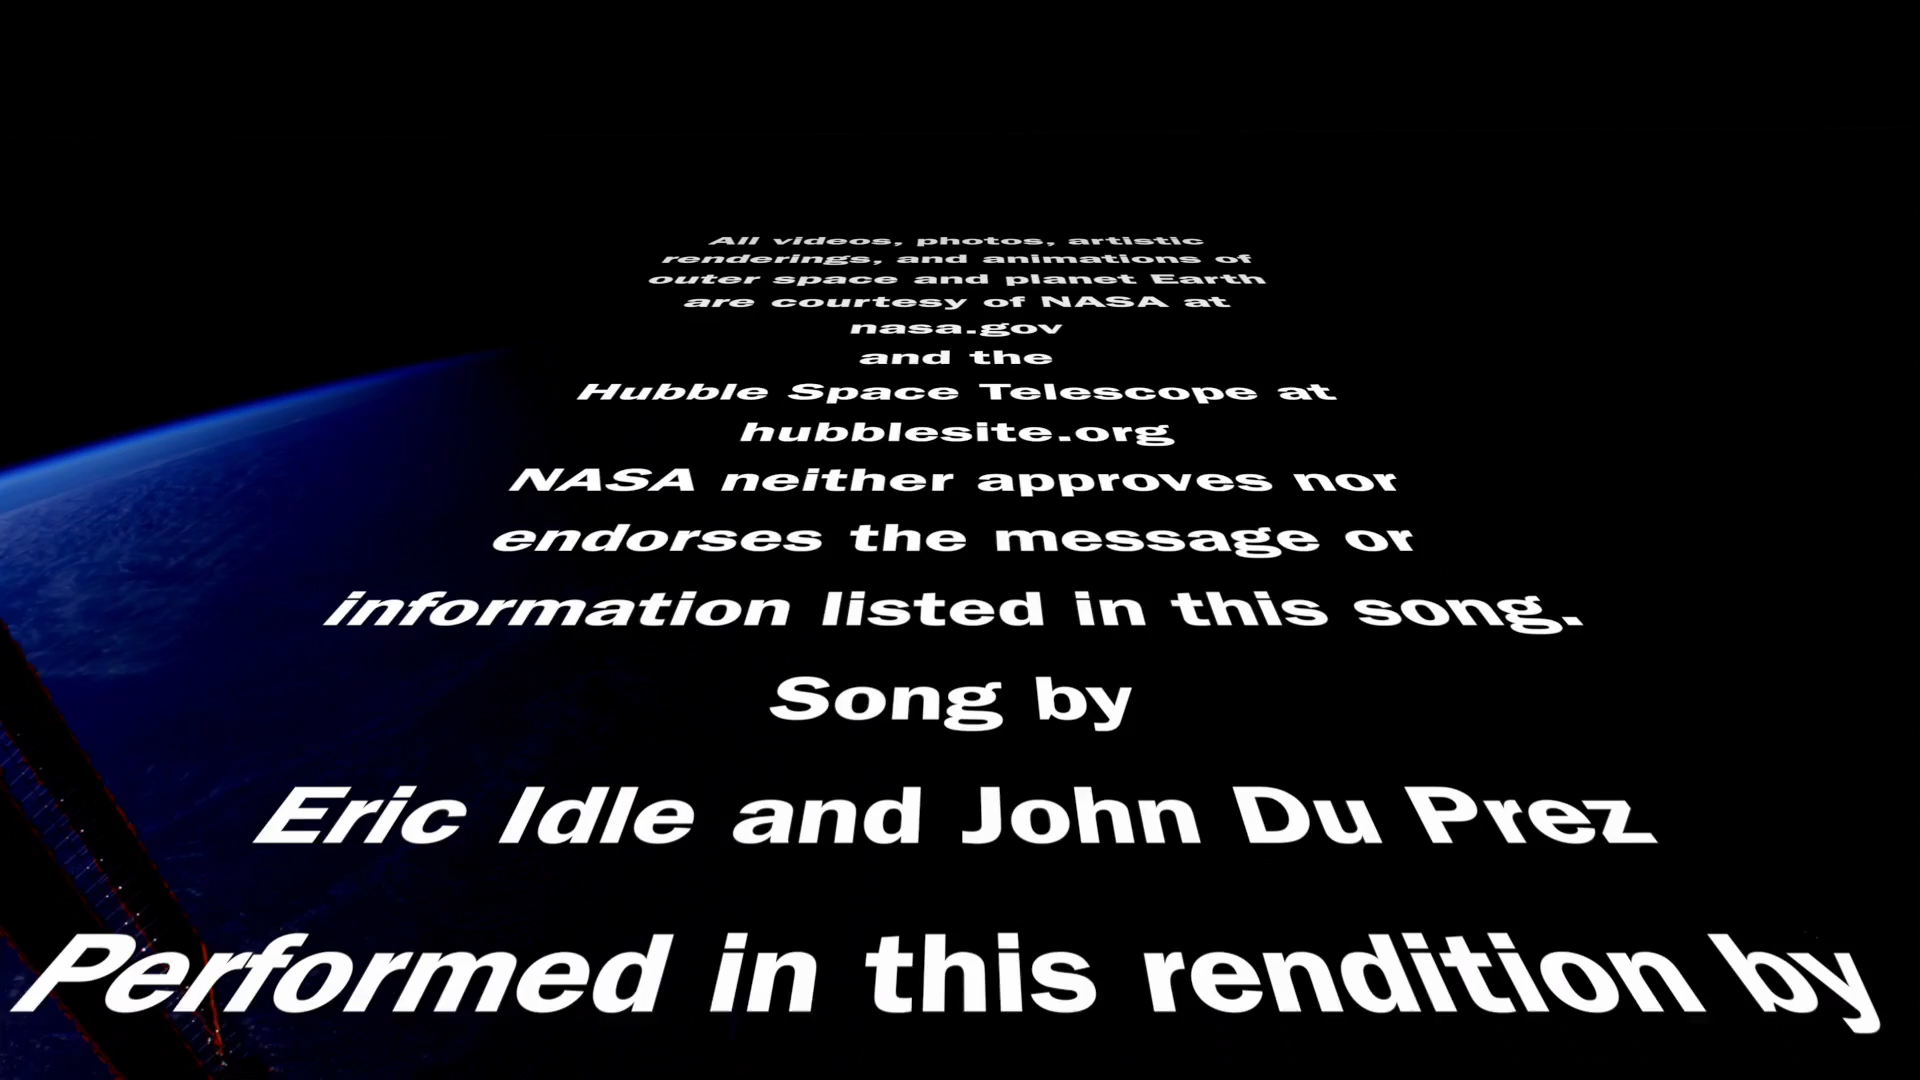 All videos, photos, artistic
renderings, and animations of
outer space and planet Earth
are courtesy of NASA at
nasa.gov
and the
Hubble Space Telescope at
hubblesite.org
NASA neither approves nor
endorses the message or
information listed in this song.
Song by
Eric Idle and John Du Prez
Performed in this rendition by